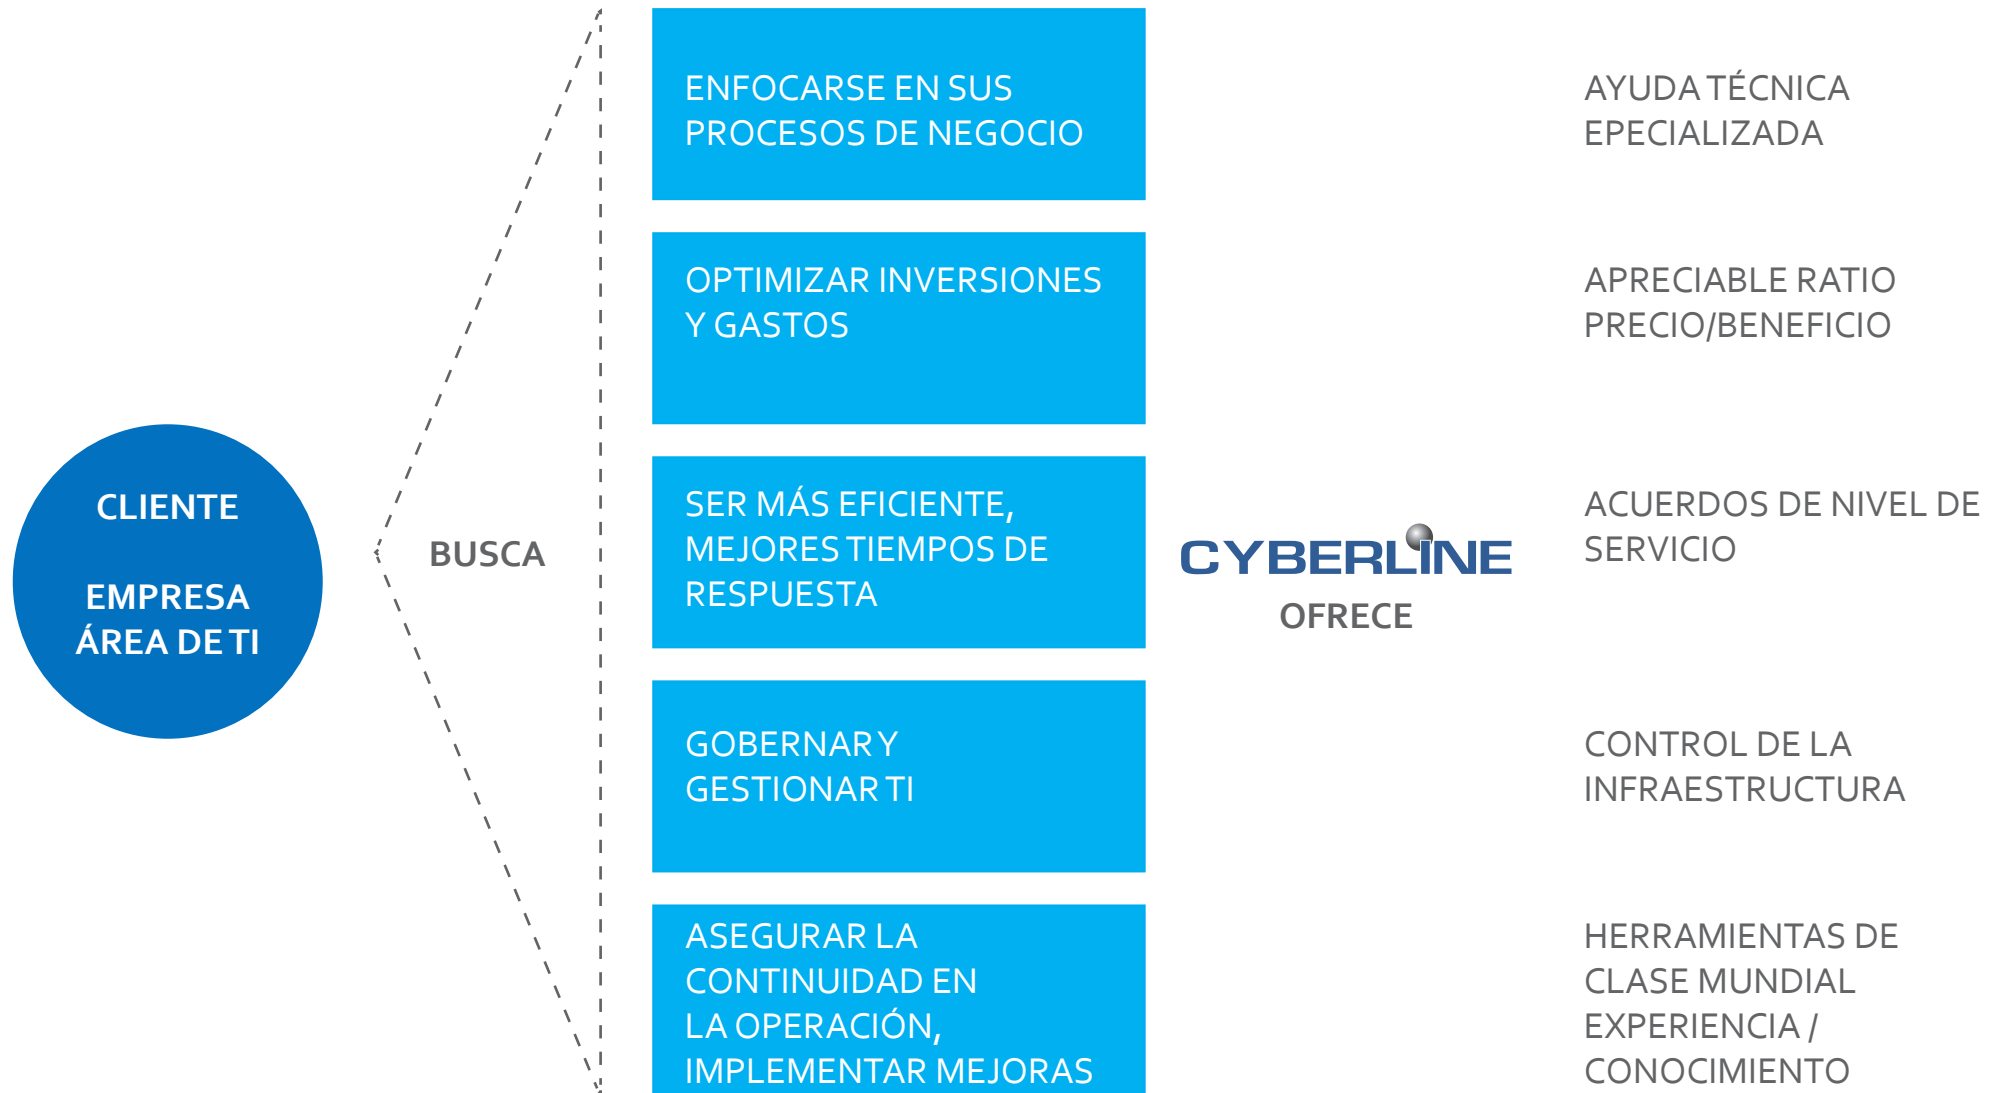 CLIENTE
EMPRESA
ÁREA DE TI
BUSCA
ENFOCARSE EN SUS
PROCESOS DE NEGOCIO
OPTIMIZAR INVERSIONES
Y GASTOS
SER MÁS EFICIENTE,
MEJORES TIEMPOS DE
RESPUESTA
GOBERNAR Y
GESTIONAR TI
ASEGURAR LA
CONTINUIDAD EN
LA OPERACIÓN,
IMPLEMENTAR MEJORAS
CYBERLINE
OFRECE
AYUDA TÉCNICA
EPECIALIZADA
APRECIABLE RATIO
PRECIO/BENEFICIO
ACUERDOS DE NIVEL DE
SERVICIO
CONTROL DE LA
INFRAESTRUCTURA
HERRAMIENTAS DE
CLASE MUNDIAL
EXPERIENCIA /
CONOCIMIENTO